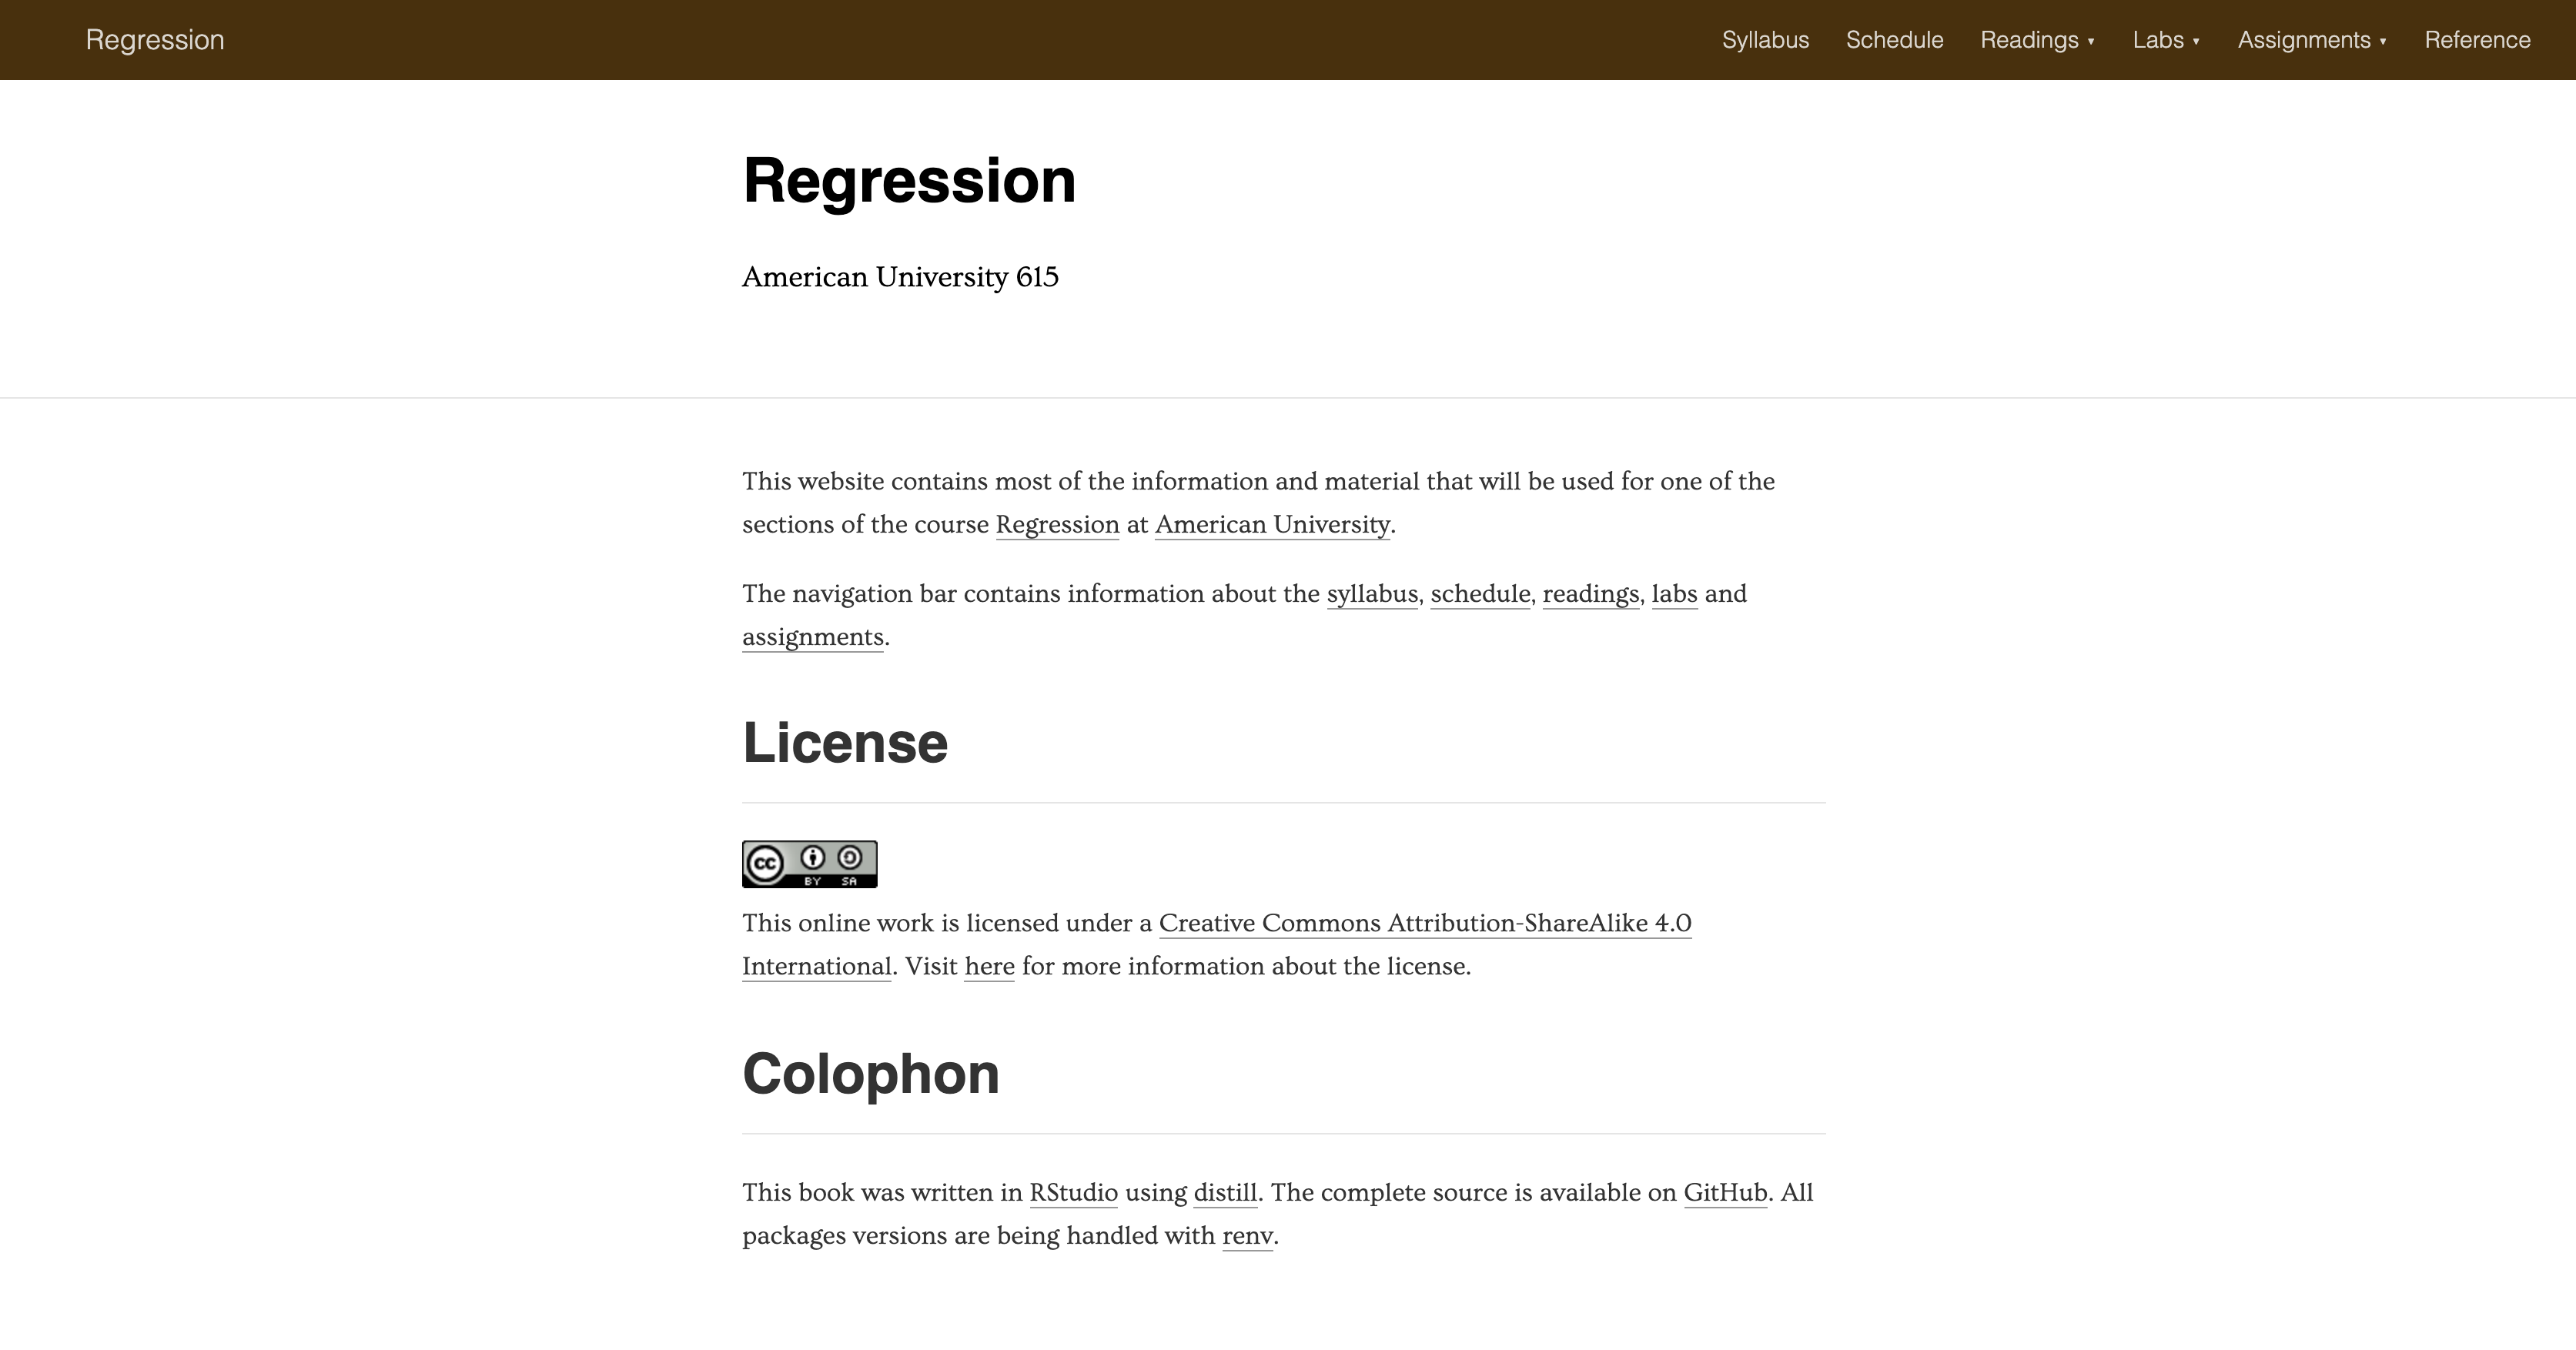 Regression
Syllabus Schedule Readings ▾ Labs ▾ Assignments ▾ Reference
Regression
American University 615
This website contains most of the information and material that will be used for one of the
sections of the course Regression at American University.
The navigation bar contains information about the syllabus, schedule, readings, labs and
assignments.
License
cc BY SA
This online work is licensed under a Creative Commons Attribution-ShareAlike 4.0
International. Visit here for more information about the license.
Colophon
This book was written in RStudio using distill. The complete source is available on GitHub. All
packages versions are being handled with renv.